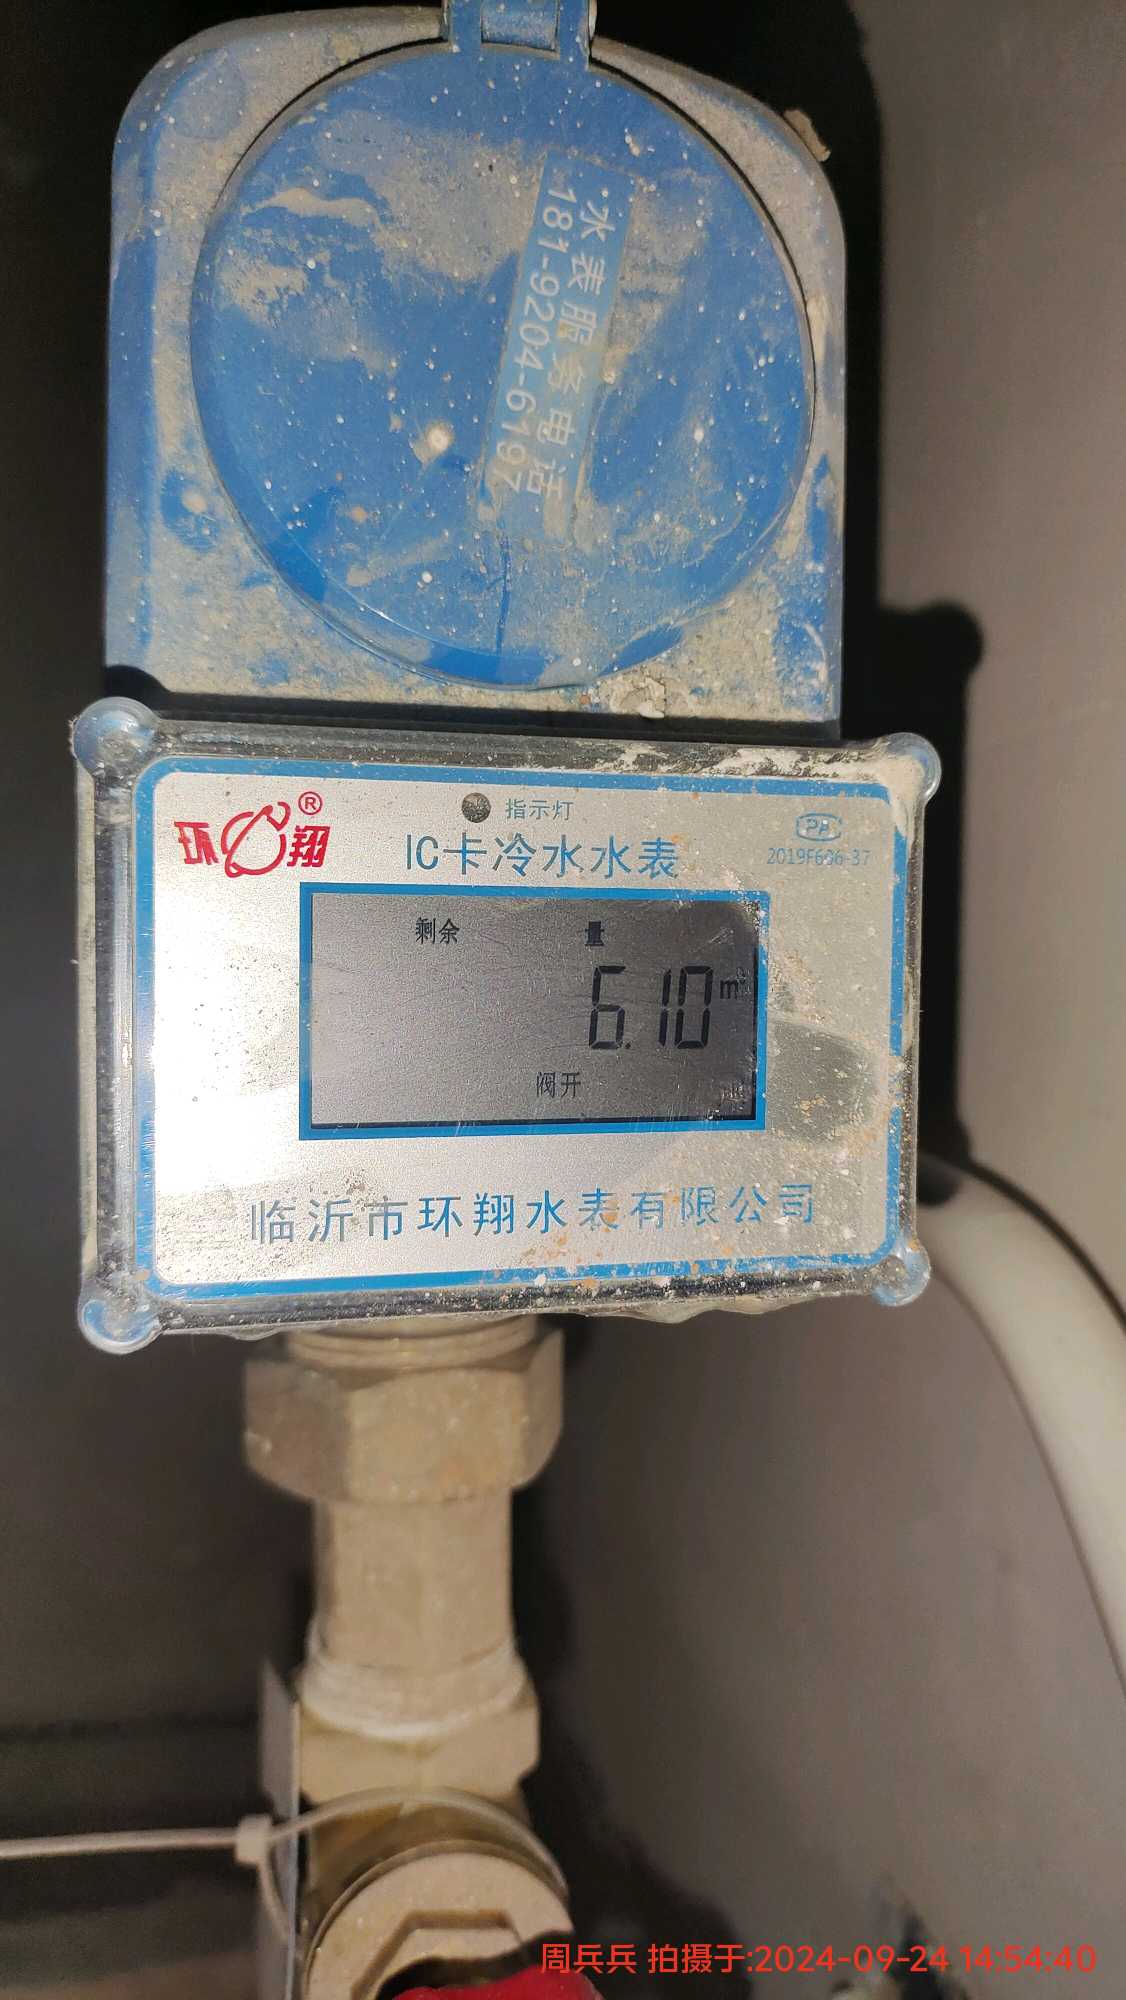 水表服务电话
181-9204-6197
环翔®
指示灯
IC卡冷水水表
PA
2019F606-37
剩余 量
6.10 m³
阀开
临沂市环翔水表有限公司
周兵兵 拍摄于:2024-09-24 14:54:40